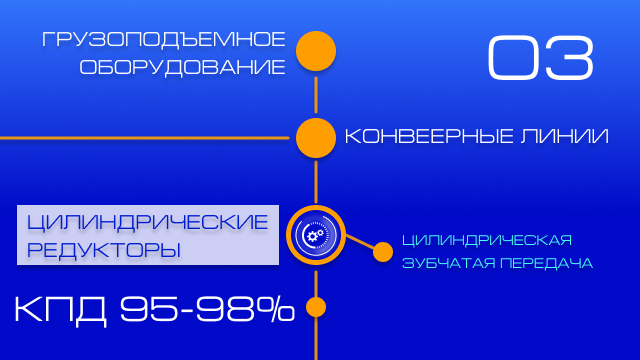 ГРУЗОПОДЪЕМНОЕ
ОБОРУДОВАНИЕ
03
КОНВЕЕРНЫЕ ЛИНИИ
ЦИЛИНДРИЧЕСКИЕ
РЕДУКТОРЫ
ЦИЛИНДРИЧЕСКАЯ
ЗУБЧАТАЯ ПЕРЕДАЧА
КПД 95-98%